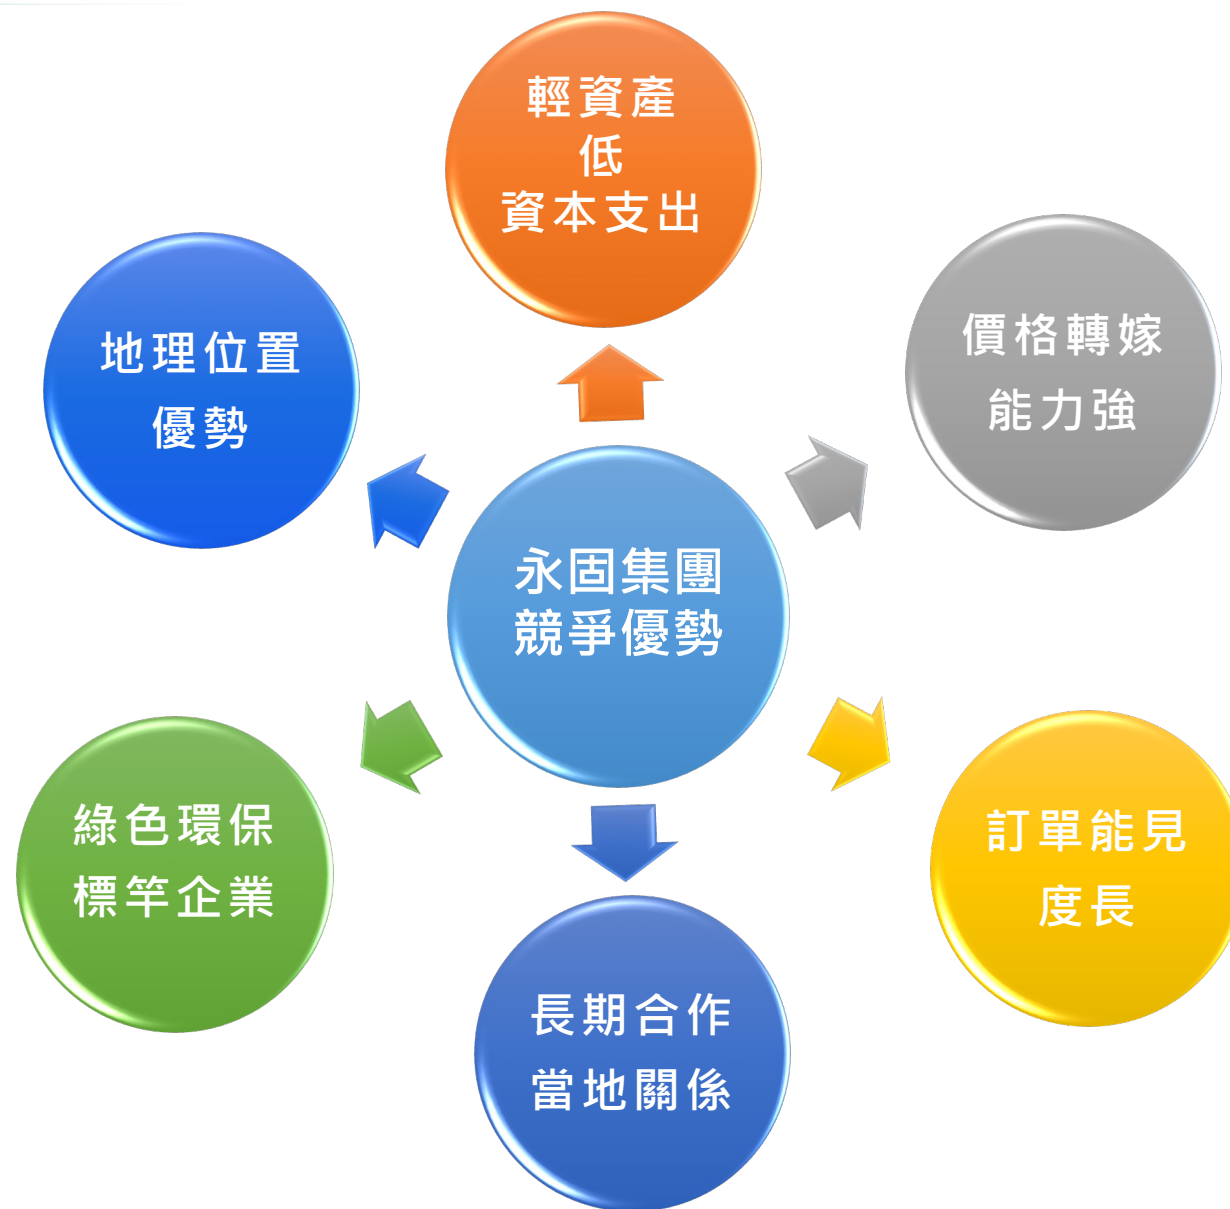 輕資產
低
資本支出
價格轉嫁
能力強
訂單能見
度長
長期合作
當地關係
綠色環保
標竿企業
地理位置
優勢
永固集團
競爭優勢